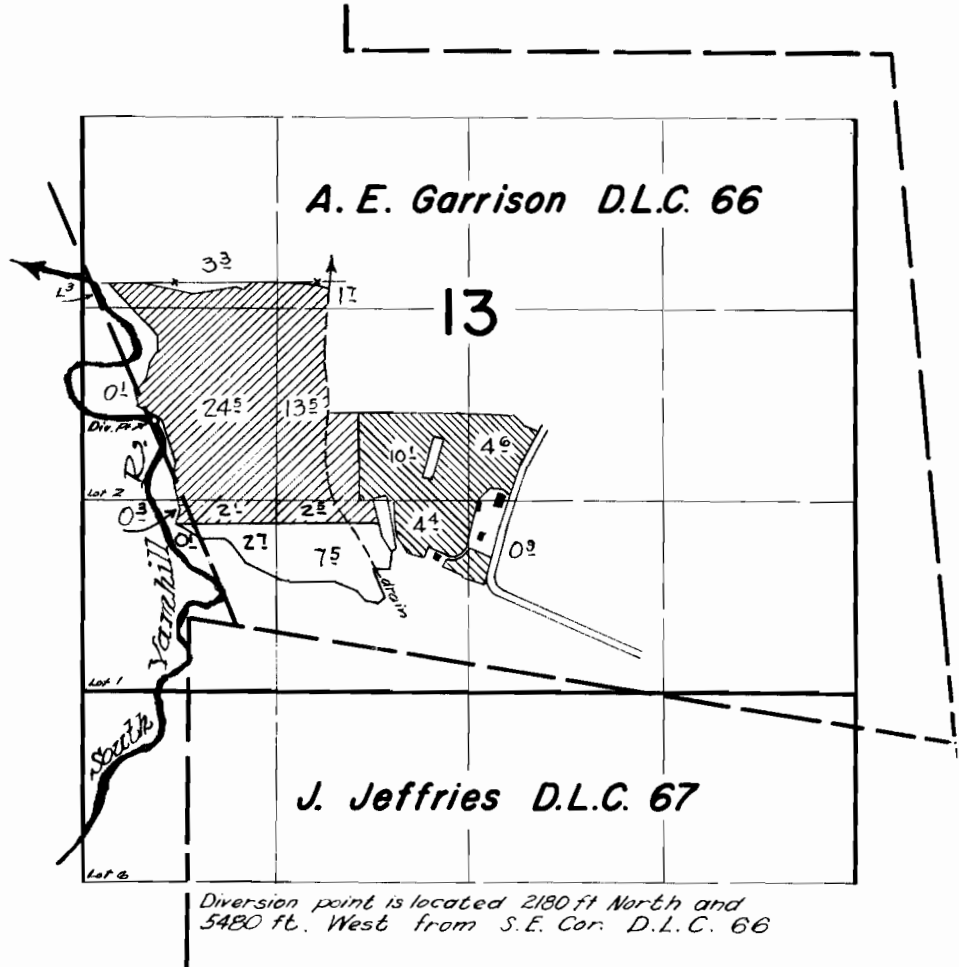 A. E. Garrison D.L.C. 66
3 3
L 3
1 7
13
0 1
24 5
13 5
Div. Pt.
10 1
4 6
R.
Lot 2
0 3
2 1
2 8
4 4
0 1
2 7
7 5
0 9
drain
Yamhill
Lot 1
South
J. Jeffries D.L.C. 67
Lot 6
Diversion point is located 2180 ft North and
5480 ft. West from S.E. Cor. D.L.C. 66